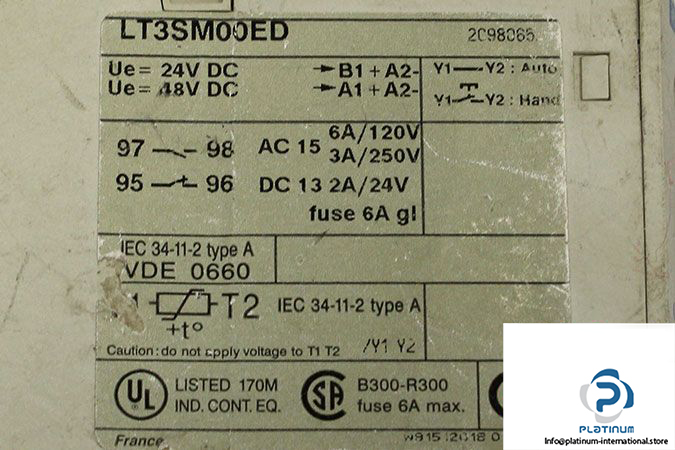 LT3SM00ED 2098066
Ue = 24V DC → B1 + A2-
Ue = 48V DC → A1 + A2-
Y1 — Y2 : Auto
Y1 Y2 : Hand
97 98
95 96
AC 15 6A/120V
3A/250V
DC 13 2A/24V
fuse 6A gl
IEC 34-11-2 type A
VDE 0660
T2 IEC 34-11-2 type A
+t°
Caution: do not apply voltage to T1 T2 /Y1 Y2
UL LISTED 170M
IND. CONT. EQ.
SA B300-R300
fuse 6A max.
France
PLATINUM
Info@platinum-international.store